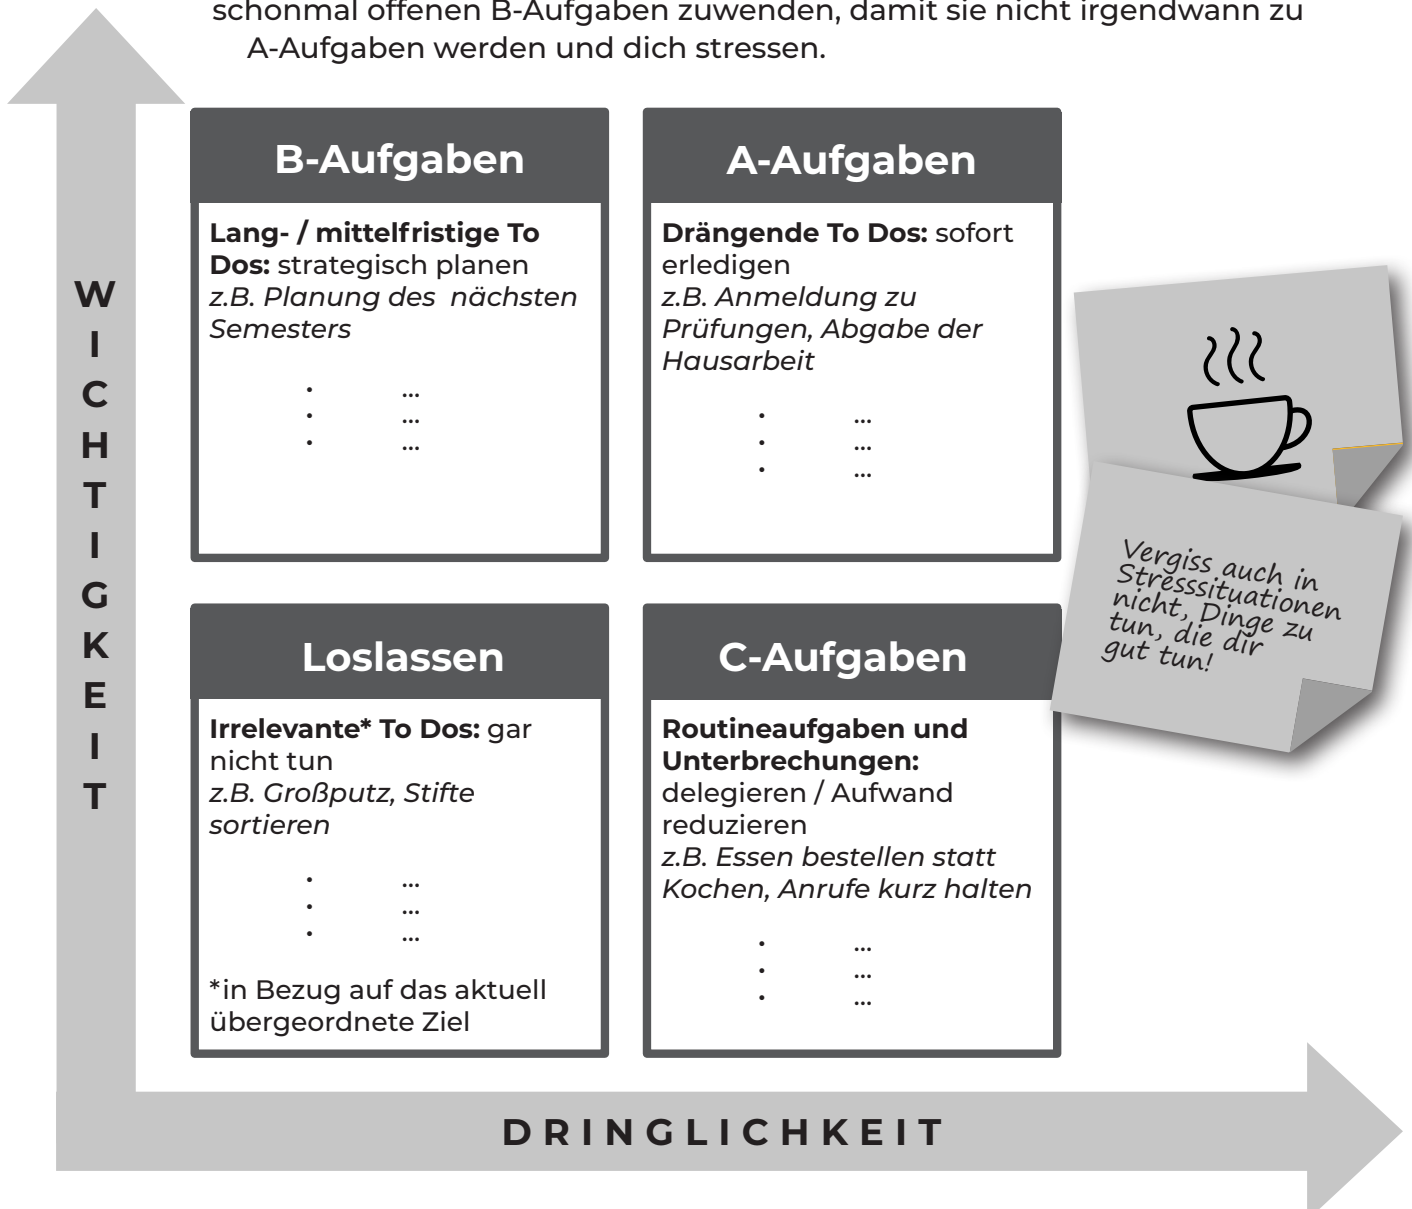 schonmal offenen B-Aufgaben zuwenden, damit sie nicht irgendwann zu
A-Aufgaben werden und dich stressen.
WICHTIGKEIT
B-Aufgaben
Lang- / mittelfristige To
Dos: strategisch planen
z.B. Planung des nächsten
Semesters
· ...
· ...
· ...
A-Aufgaben
Drängende To Dos: sofort
erledigen
z.B. Anmeldung zu
Prüfungen, Abgabe der
Hausarbeit
· ...
· ...
· ...
Vergiss auch in
Stresssituationen
nicht, Dinge zu
tun, die dir
gut tun!
Loslassen
Irrelevante* To Dos: gar
nicht tun
z.B. Großputz, Stifte
sortieren
· ...
· ...
· ...
*in Bezug auf das aktuell
übergeordnete Ziel
C-Aufgaben
Routineaufgaben und
Unterbrechungen:
delegieren / Aufwand
reduzieren
z.B. Essen bestellen statt
Kochen, Anrufe kurz halten
· ...
· ...
· ...
DRINGLICHKEIT